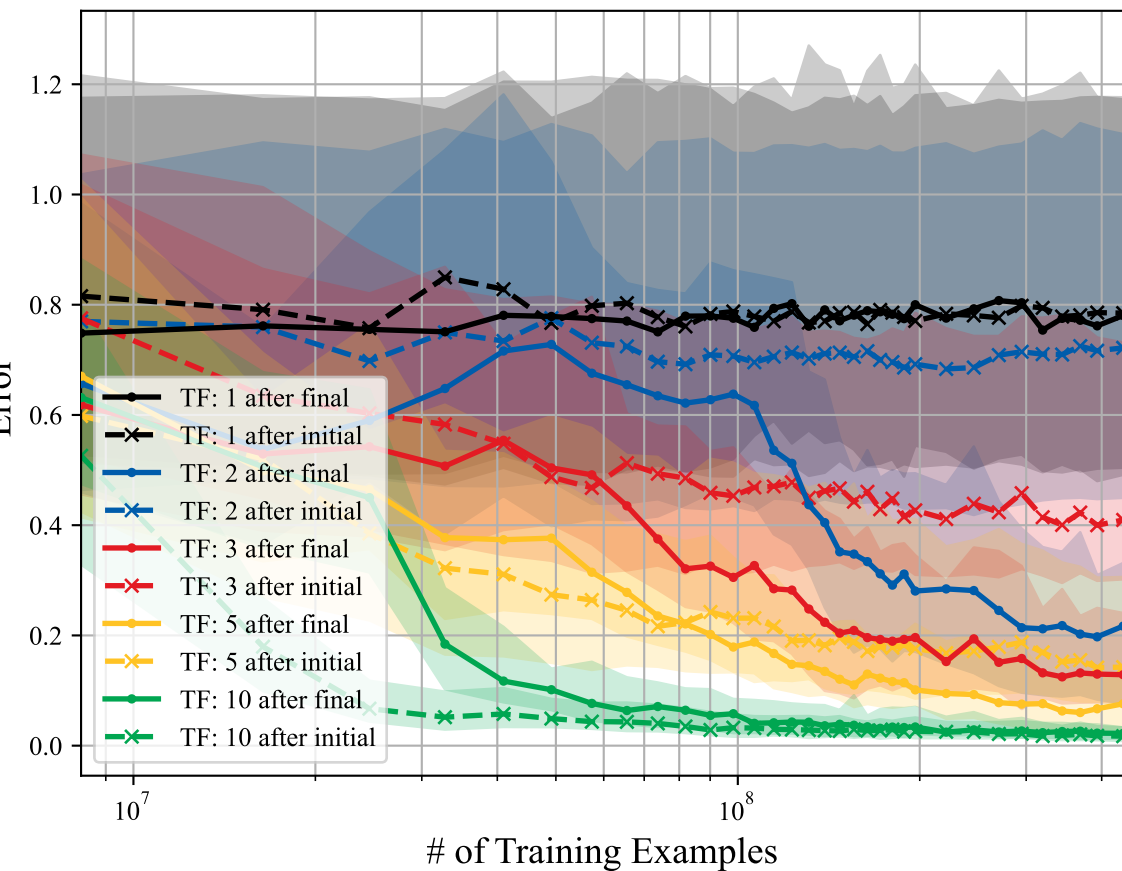 1.2
1.0
0.8
0.6
0.4
0.2
0.0
Error
TF: 1 after final
TF: 1 after initial
TF: 2 after final
TF: 2 after initial
TF: 3 after final
TF: 3 after initial
TF: 5 after final
TF: 5 after initial
TF: 10 after final
TF: 10 after initial
10⁷
10⁸
# of Training Examples